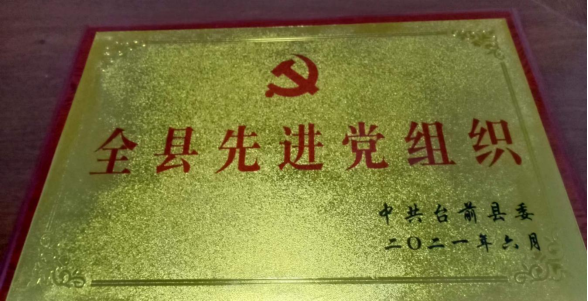 全县先进党组织
中共台前县委
二〇二一年六月